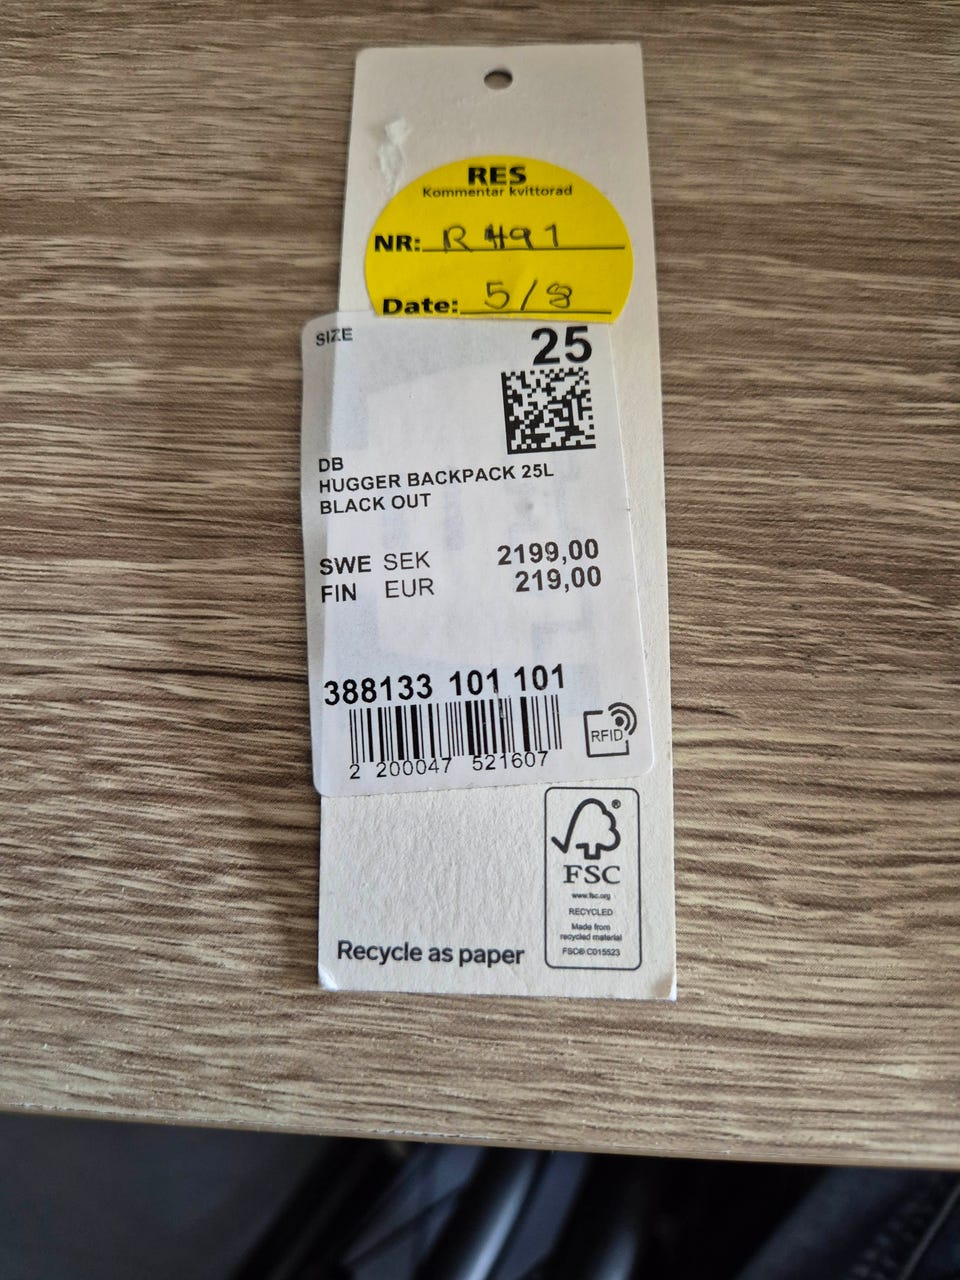 RES
Kommentar kvittorad
NR: R 491
Date: 5/8
SIZE
25
DB
HUGGER BACKPACK 25L
BLACK OUT
SWE SEK 2199,00
FIN EUR 219,00
388133 101 101
2 200047 521607
RFID
FSC®
www.fsc.org
RECYCLED
Made from
recycled material
FSC® C015523
Recycle as paper